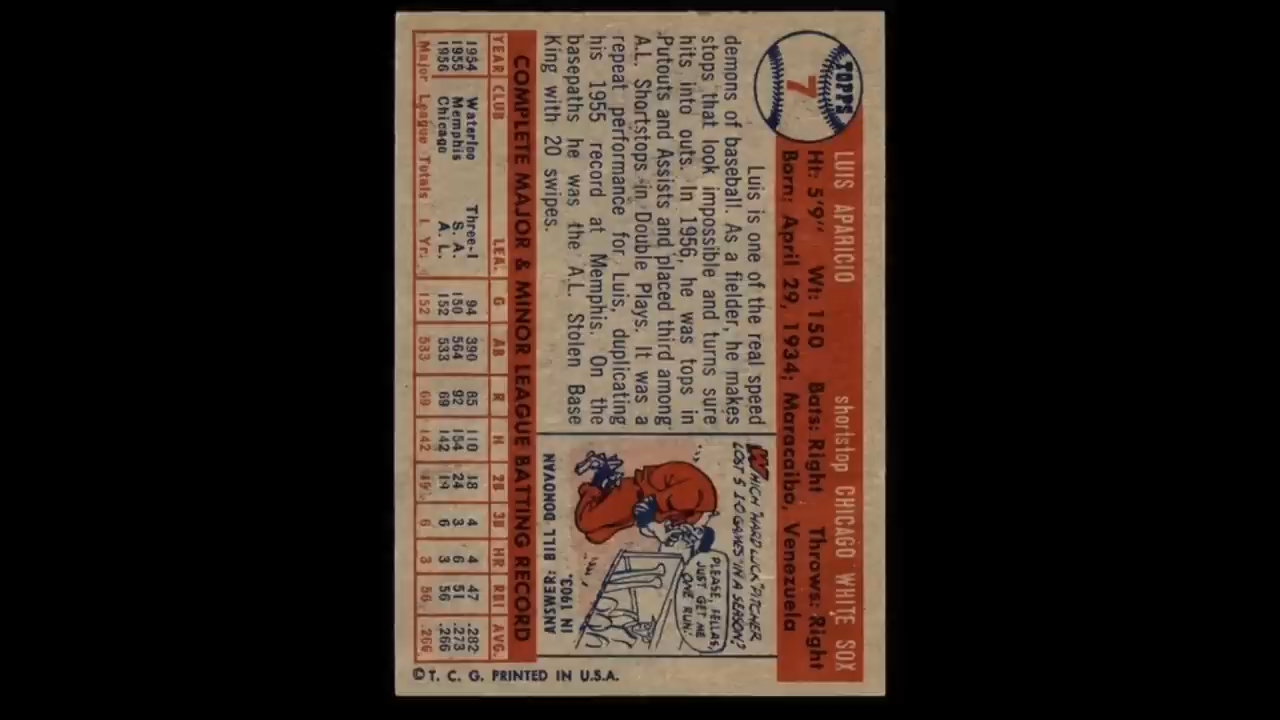 TOPPS
7
LUIS APARICIO shortstop CHICAGO WHITE SOX
Ht: 5'9" Wt: 150 Bats: Right Throws: Right
Born: April 29, 1934; Maracaibo, Venezuela
Luis is one of the real speed
demons of baseball. As a fielder, he makes
stops that look impossible and turns sure
hits into outs. In 1956, he was tops in
Putouts and Assists and placed third among
A.L. Shortstops in Double Plays. It was a
repeat performance for Luis, duplicating
his 1955 record at Memphis. On the
basepaths he was the A.L. Stolen Base
King with 20 swipes.
WHICH "HARD LUCK" PITCHER
LOST 5 1-0 GAMES IN A SEASON?
PLEASE, FELLAS,
JUST GET ME
ONE RUN!
ANSWER: BILL DONOVAN
IN 1903.
COMPLETE MAJOR & MINOR LEAGUE BATTING RECORD
YEAR CLUB LEA. G AB R H 2B 3B HR RBI AVG.
1954 Waterloo Three-I 94 390 85 110 18 4 4 47 .282
1955 Memphis S. A. 150 564 92 154 24 3 6 51 .273
1956 Chicago A. L. 152 533 69 142 19 6 3 56 .266
Major League Totals 1 Yr. 152 533 69 142 19 6 3 56 .266
©T. C. G. PRINTED IN U.S.A.